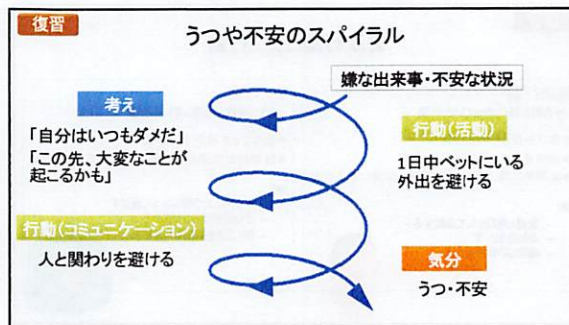 復習
うつや不安のスパイラル
嫌な出来事・不安な状況
考え
「自分はいつもダメだ」
「この先、大変なことが
起こるかも」
行動(活動)
1日中ベットにいる
外出を避ける
行動(コミュニケーション)
人と関わりを避ける
気分
うつ・不安